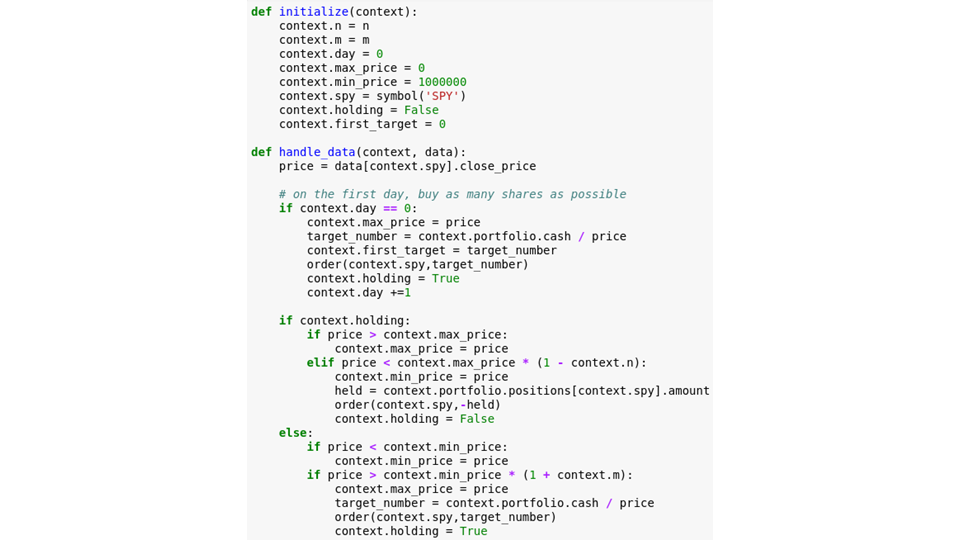 def initialize(context):
    context.n = n
    context.m = m
    context.day = 0
    context.max_price = 0
    context.min_price = 1000000
    context.spy = symbol('SPY')
    context.holding = False
    context.first_target = 0

def handle_data(context, data):
    price = data[context.spy].close_price

    # on the first day, buy as many shares as possible
    if context.day == 0:
        context.max_price = price
        target_number = context.portfolio.cash / price
        context.first_target = target_number
        order(context.spy,target_number)
        context.holding = True
        context.day +=1

    if context.holding:
        if price > context.max_price:
            context.max_price = price
        elif price < context.max_price * (1 - context.n):
            context.min_price = price
            held = context.portfolio.positions[context.spy].amount
            order(context.spy,-held)
            context.holding = False
    else:
        if price < context.min_price:
            context.min_price = price
        if price > context.min_price * (1 + context.m):
            context.max_price = price
            target_number = context.portfolio.cash / price
            order(context.spy,target_number)
            context.holding = True